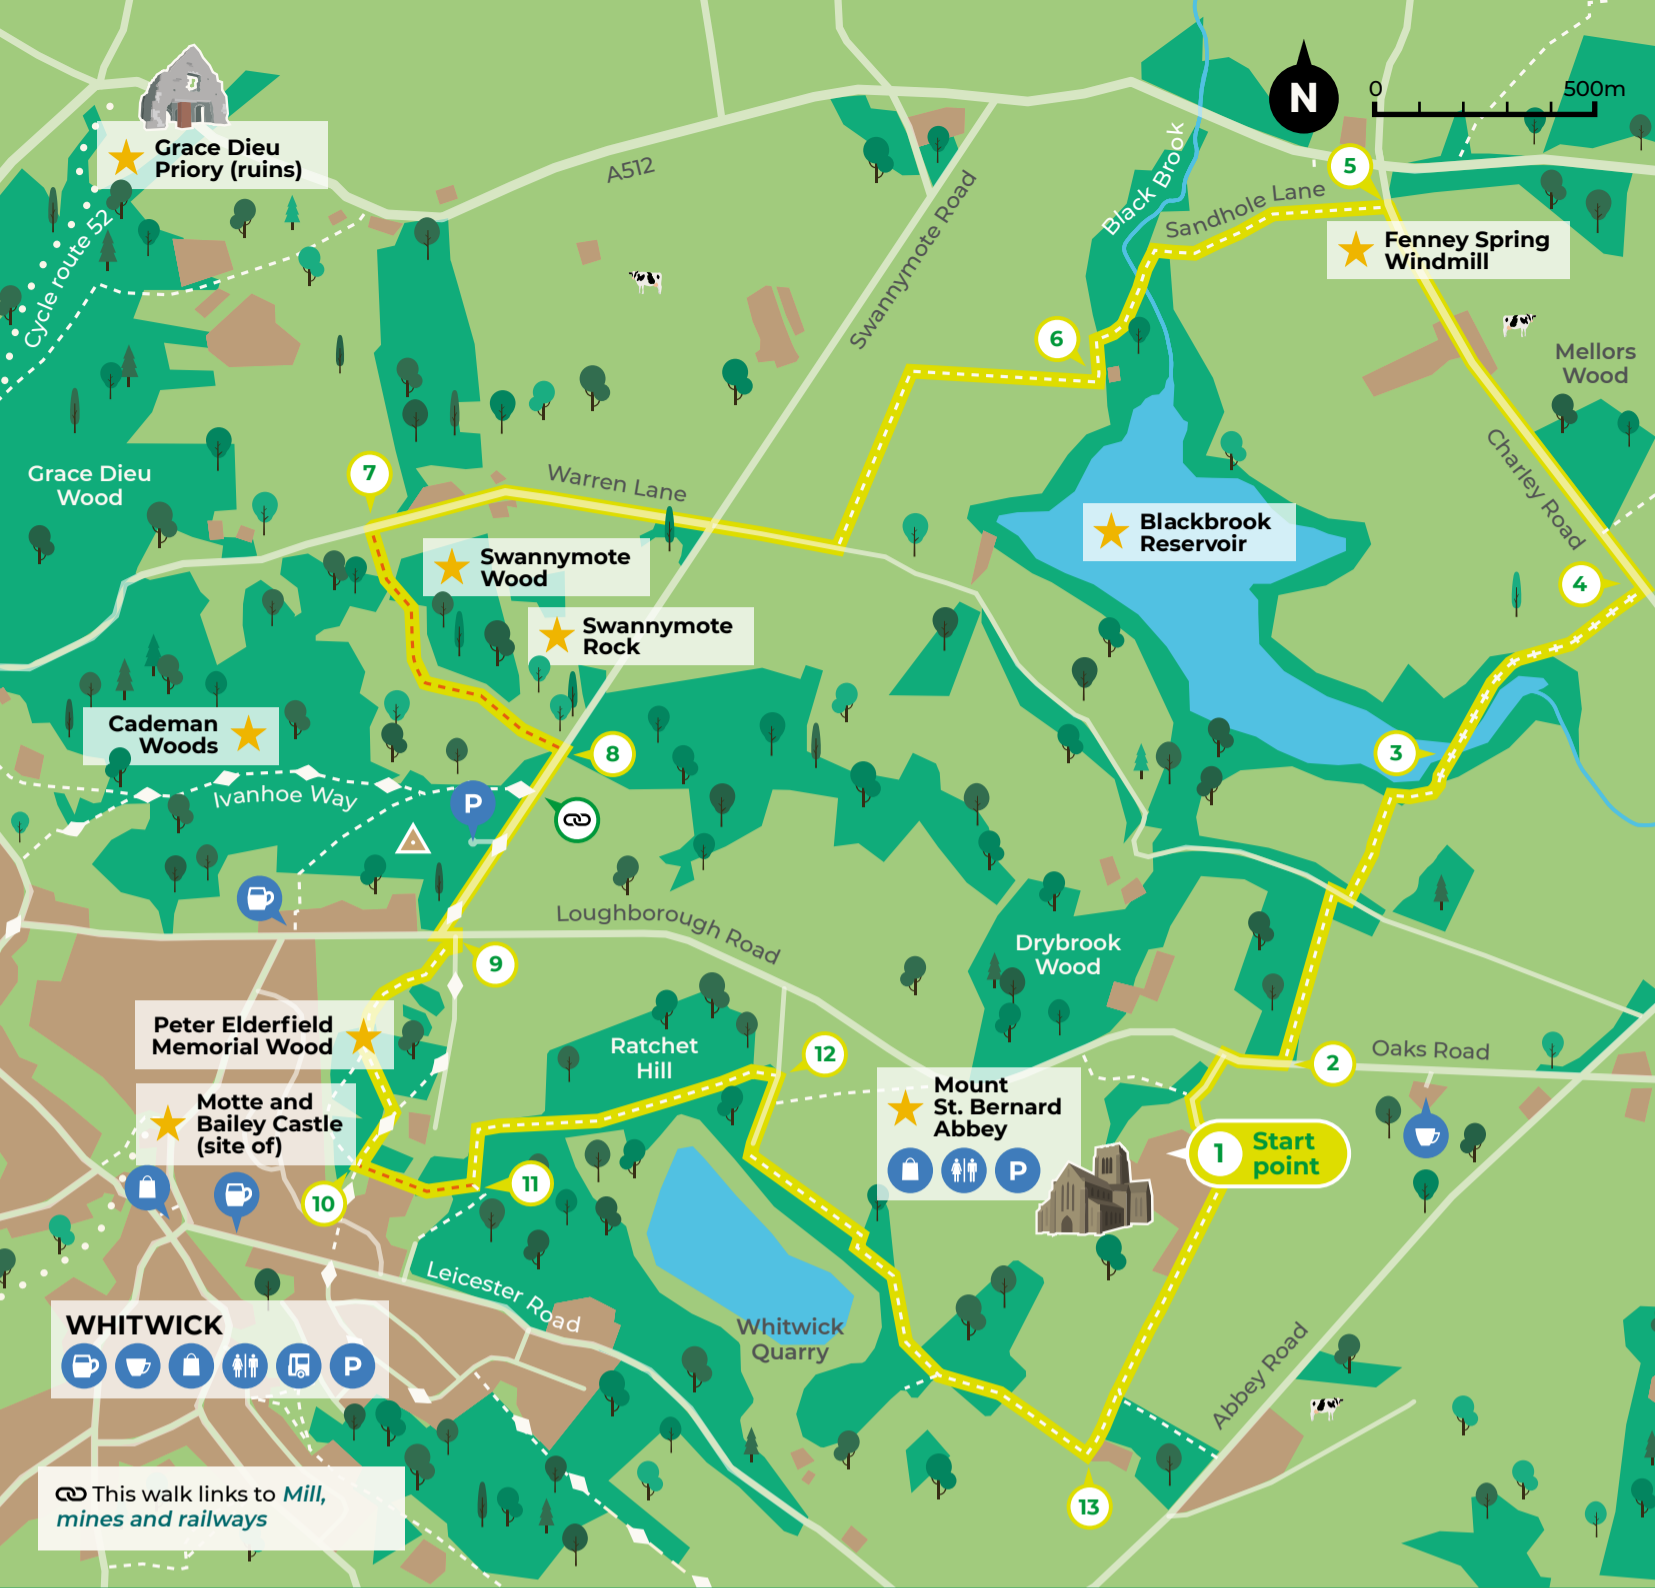 N
0 500m
Grace Dieu
Priory (ruins)
A512
Cycle route 52
Swannymote Road
Black Brook
Sandhole Lane
5
Fenney Spring
Windmill
6
Mellors
Wood
Charley Road
Grace Dieu
Wood
7
Warren Lane
Blackbrook
Reservoir
Swannymote
Wood
4
Swannymote
Rock
Cademan
Woods
8
3
Ivanhoe Way
P
Loughborough Road
Drybrook
Wood
9
Peter Elderfield
Memorial Wood
Ratchet
Hill
12
2
Oaks Road
Motte and
Bailey Castle
(site of)
Mount
St. Bernard
Abbey
P
1
Start
point
11
10
Leicester Road
Whitwick
Quarry
WHITWICK
P
Abbey Road
This walk links to Mill,
mines and railways
13